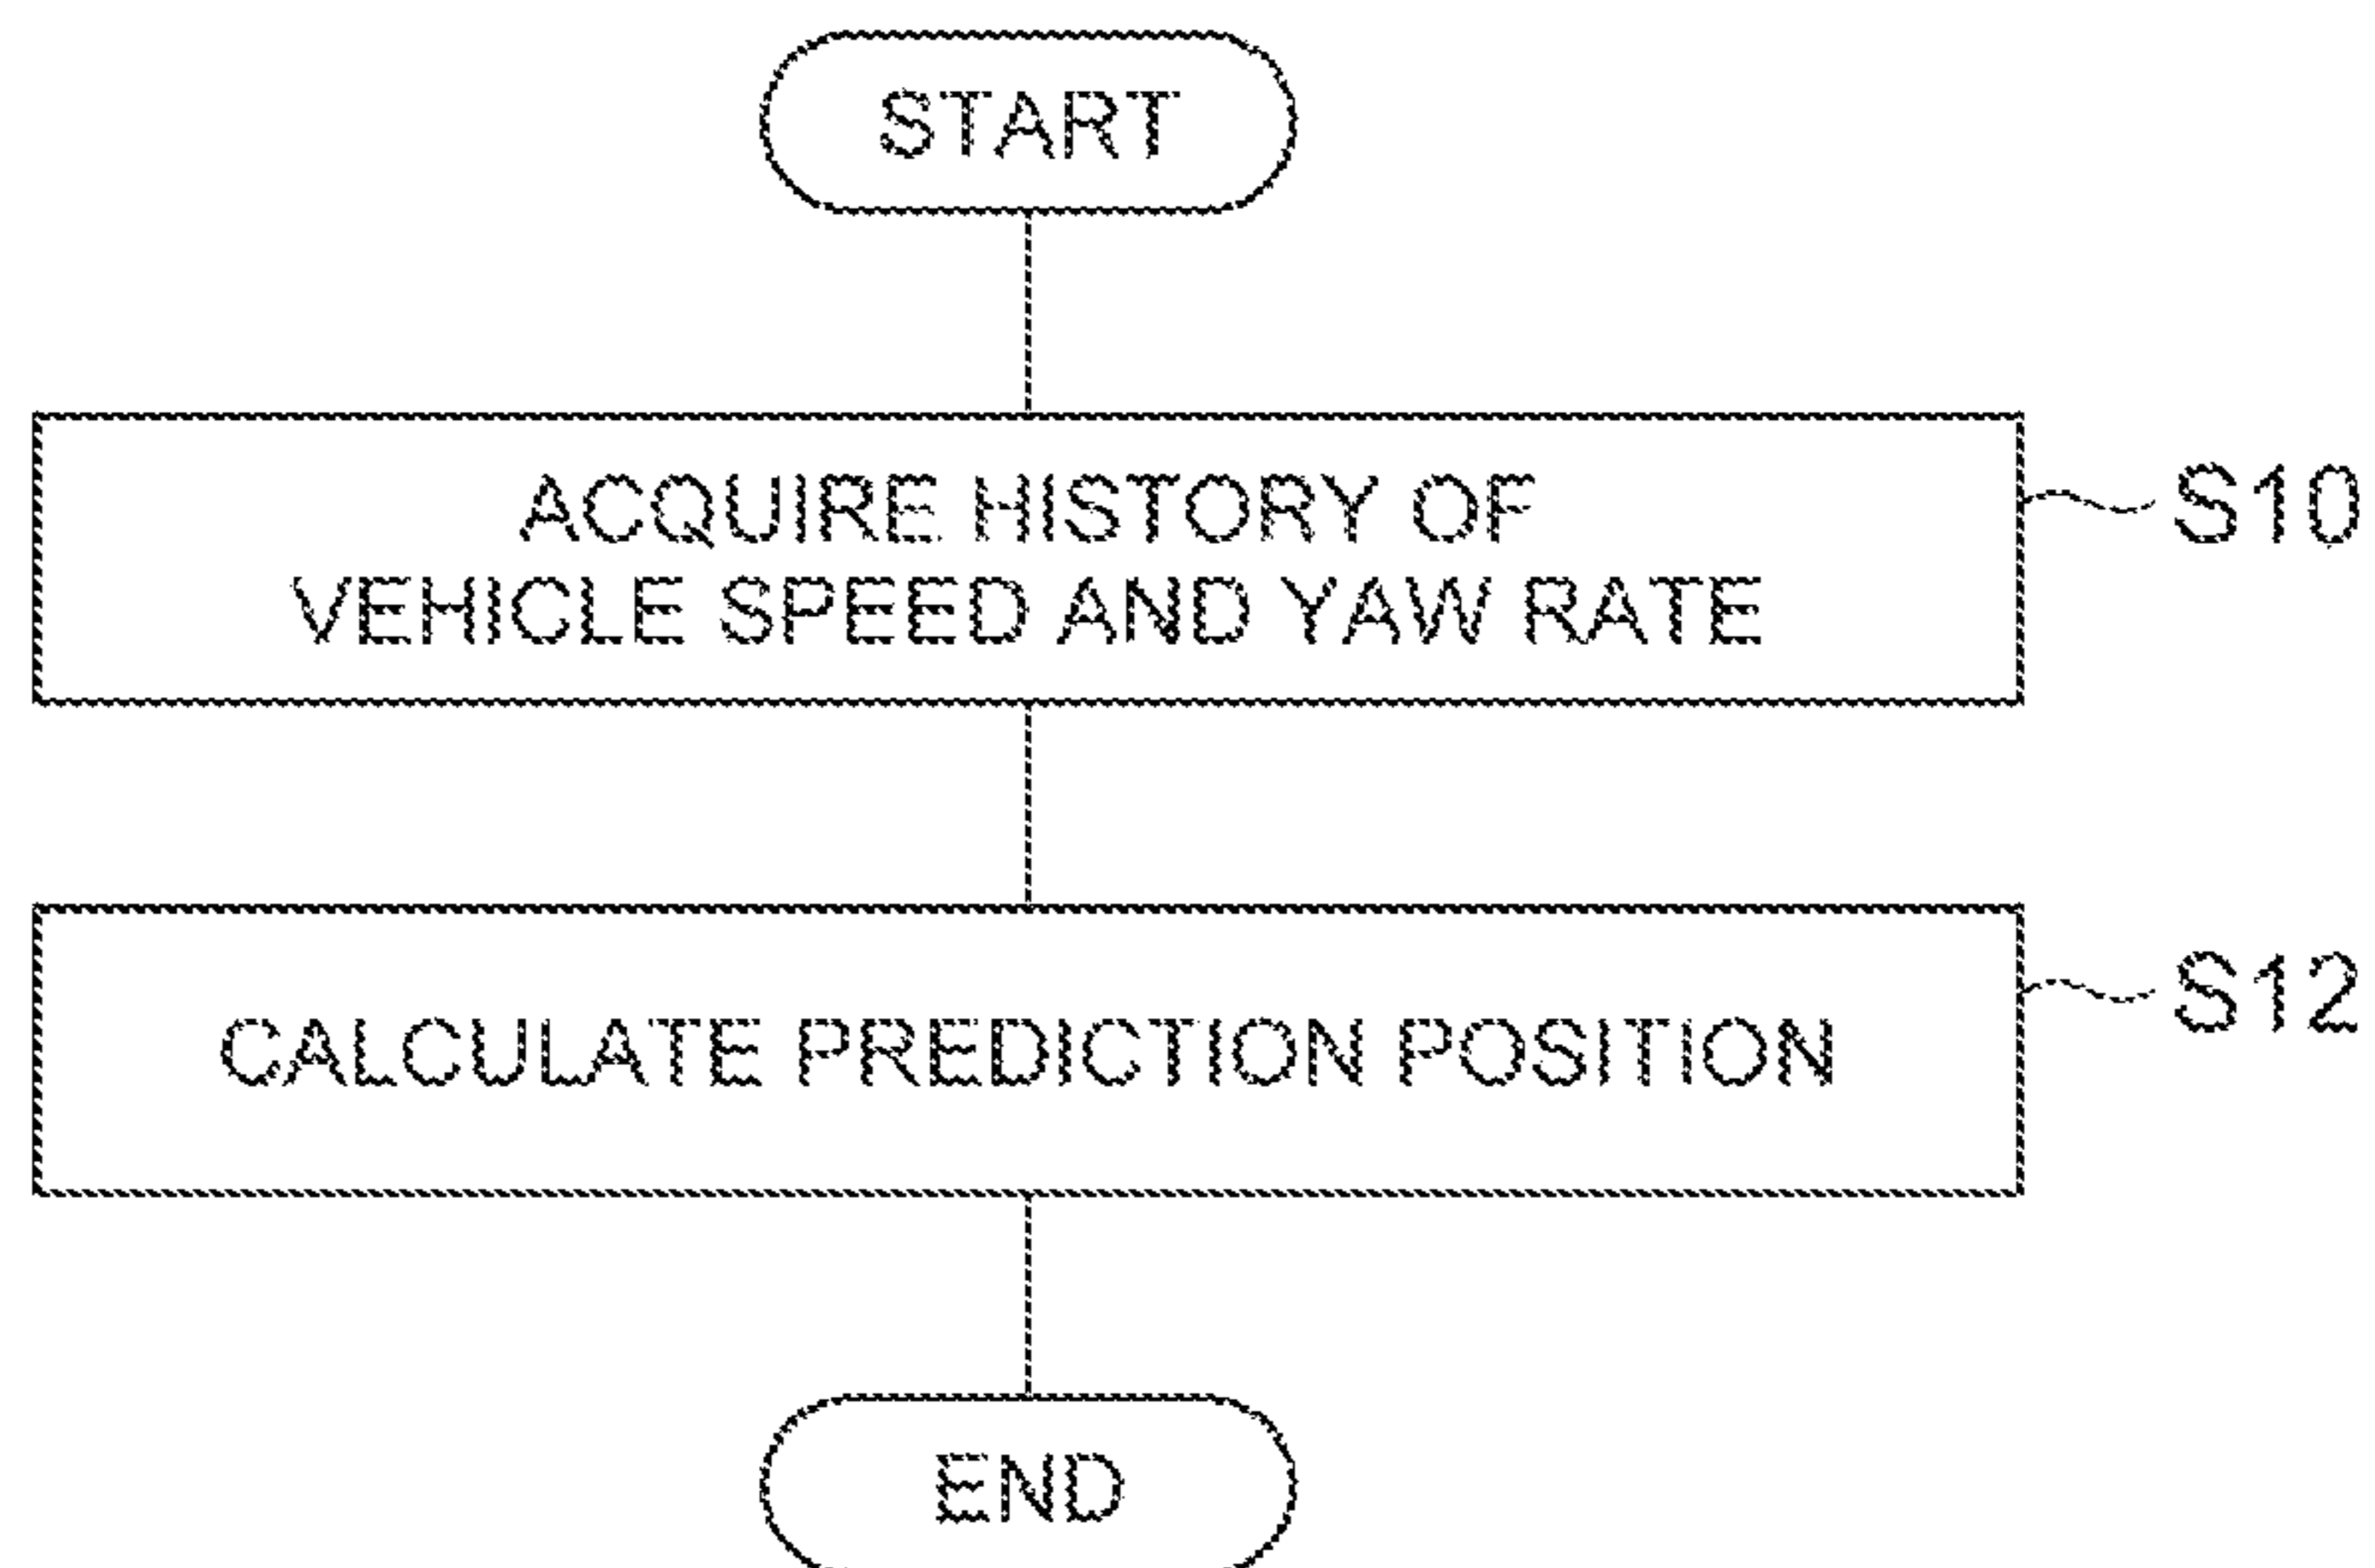 START
ACQUIRE HISTORY OF
VEHICLE SPEED AND YAW RATE
S10
CALCULATE PREDICTION POSITION
S12
END